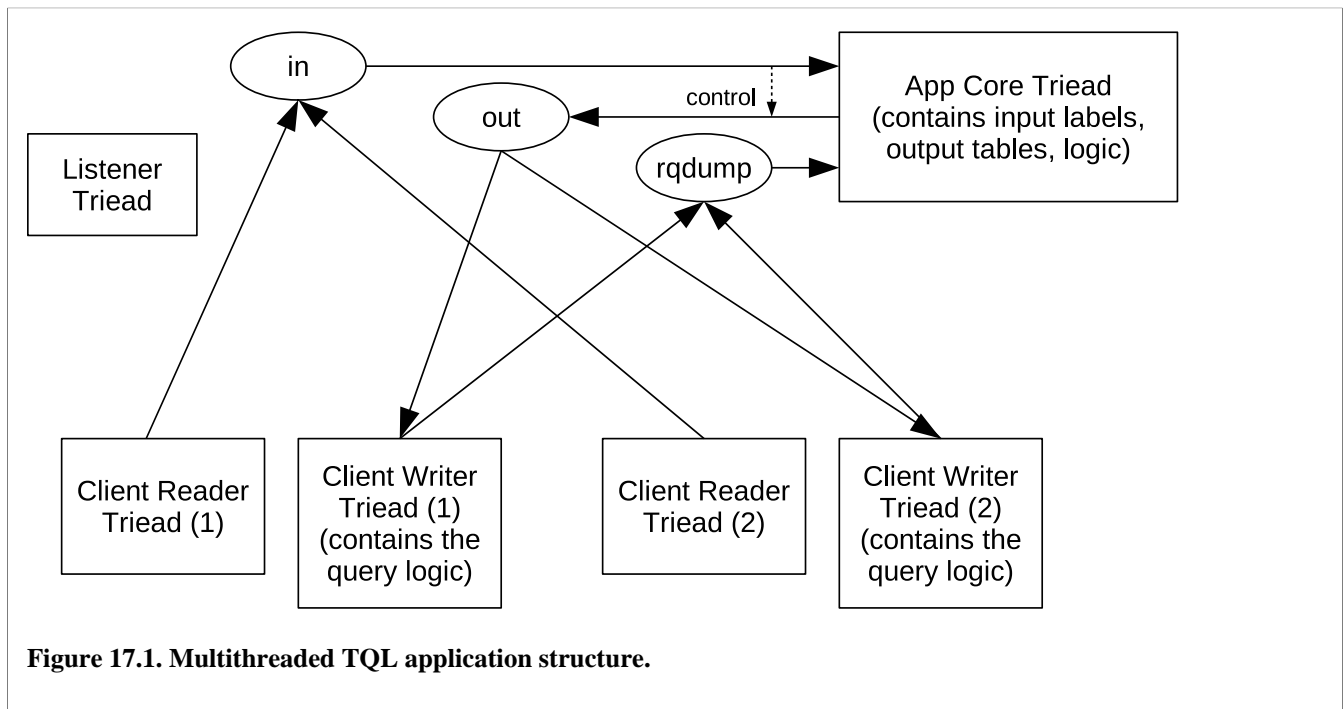 in
out
control
rqdump
App Core Triead
(contains input labels,
output tables, logic)
Listener
Triead
Client Reader
Triead (1)
Client Writer
Triead (1)
(contains the
query logic)
Client Reader
Triead (2)
Client Writer
Triead (2)
(contains the
query logic)
Figure 17.1. Multithreaded TQL application structure.